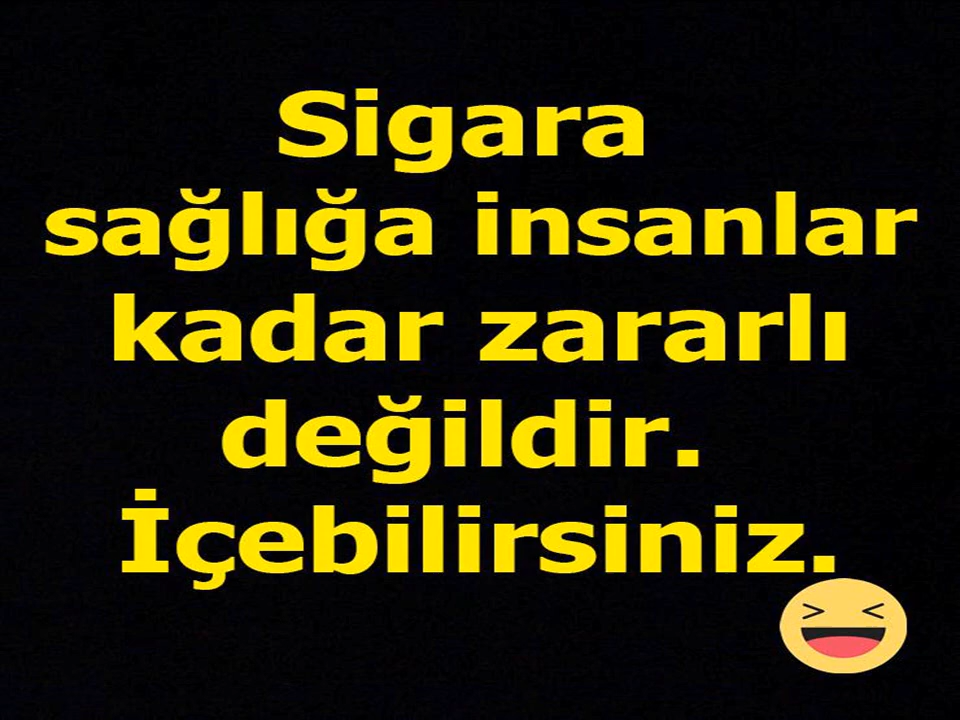 Sigara
sağlığa insanlar
kadar zararlı
değildir.
İçebilirsiniz.